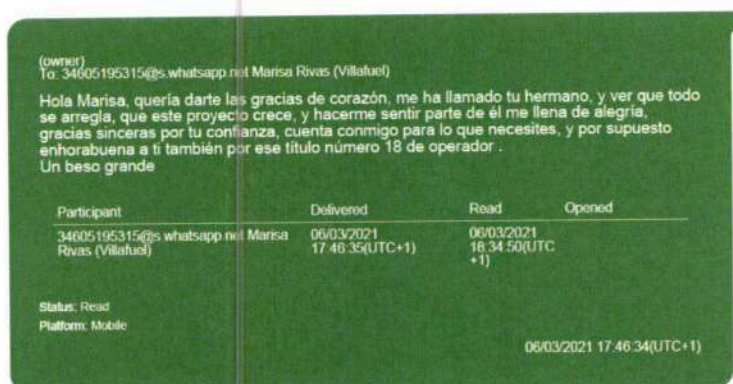 (owner)
To: 34605195315@s.whatsapp.net Marisa Rivas (Villafuel)
Hola Marisa, quería darte las gracias de corazón, me ha llamado tu hermano, y ver que todo
se arregla, que este proyecto crece, y hacerme sentir parte de él me llena de alegría,
gracias sinceras por tu confianza, cuenta conmigo para lo que necesites, y por supuesto
enhorabuena a ti también por ese título número 18 de operador .
Un beso grande
Participant Delivered Read Opened
34605195315@s.whatsapp.net Marisa 06/03/2021 06/03/2021
Rivas (Villafuel) 17:46:35(UTC+1) 18:34:50(UTC
+1)
Status: Read
Platform: Mobile
06/03/2021 17:46:34(UTC+1)